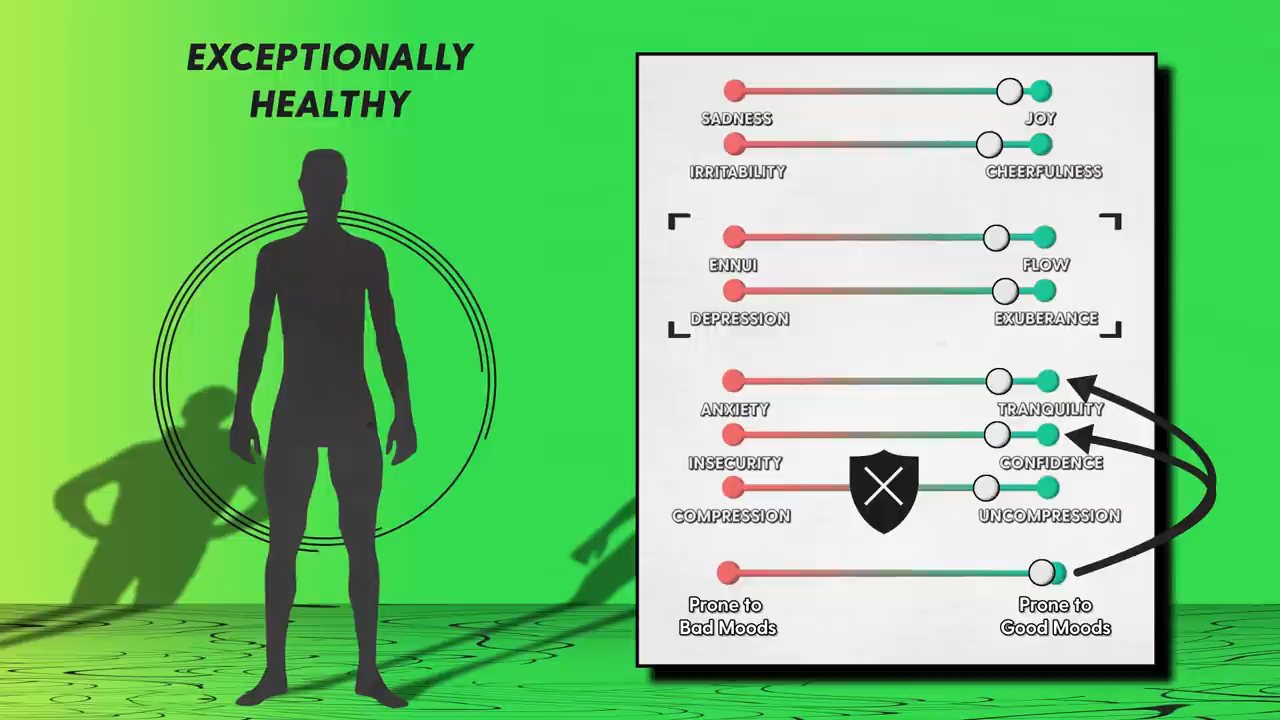 EXCEPTIONALLY
HEALTHY
SADNESS JOY
IRRITABILITY CHEERFULNESS
ENNUI FLOW
DEPRESSION EXUBERANCE
ANXIETY TRANQUILITY
INSECURITY CONFIDENCE
COMPRESSION UNCOMPRESSION
Prone to Prone to
Bad Moods Good Moods